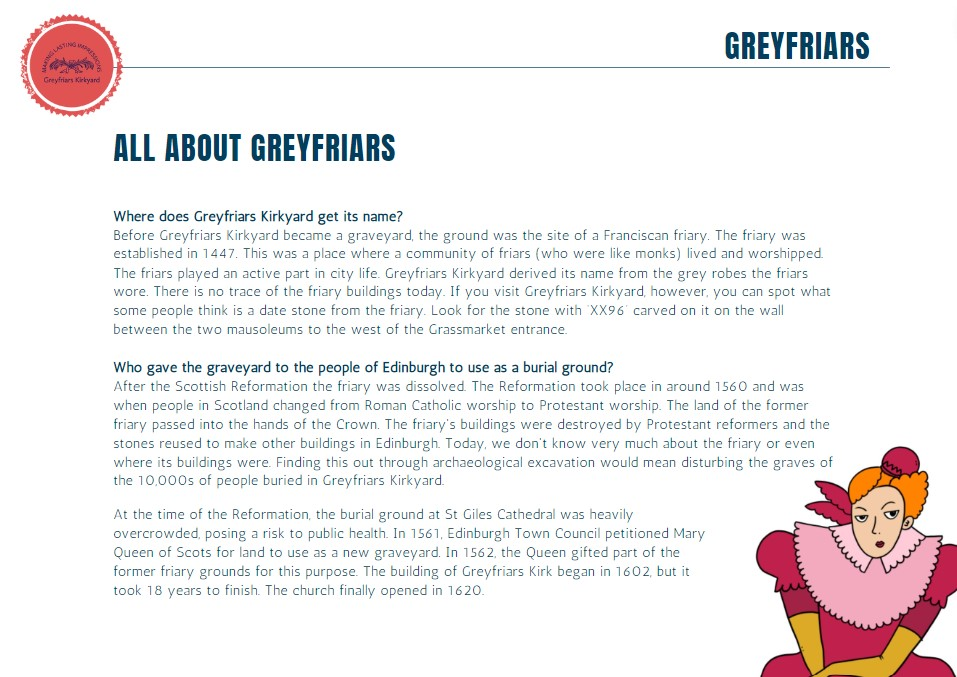 MAKING LASTING IMPRESSIONS
Greyfriars Kirkyard
GREYFRIARS
ALL ABOUT GREYFRIARS
Where does Greyfriars Kirkyard get its name?
Before Greyfriars Kirkyard became a graveyard, the ground was the site of a Franciscan friary. The friary was
established in 1447. This was a place where a community of friars (who were like monks) lived and worshipped.
The friars played an active part in city life. Greyfriars Kirkyard derived its name from the grey robes the friars
wore. There is no trace of the friary buildings today. If you visit Greyfriars Kirkyard, however, you can spot what
some people think is a date stone from the friary. Look for the stone with 'XX96' carved on it on the wall
between the two mausoleums to the west of the Grassmarket entrance.
Who gave the graveyard to the people of Edinburgh to use as a burial ground?
After the Scottish Reformation the friary was dissolved. The Reformation took place in around 1560 and was
when people in Scotland changed from Roman Catholic worship to Protestant worship. The land of the former
friary passed into the hands of the Crown. The friary's buildings were destroyed by Protestant reformers and the
stones reused to make other buildings in Edinburgh. Today, we don't know very much about the friary or even
where its buildings were. Finding this out through archaeological excavation would mean disturbing the graves of
the 10,000s of people buried in Greyfriars Kirkyard.
At the time of the Reformation, the burial ground at St Giles Cathedral was heavily
overcrowded, posing a risk to public health. In 1561, Edinburgh Town Council petitioned Mary
Queen of Scots for land to use as a new graveyard. In 1562, the Queen gifted part of the
former friary grounds for this purpose. The building of Greyfriars Kirk began in 1602, but it
took 18 years to finish. The church finally opened in 1620.